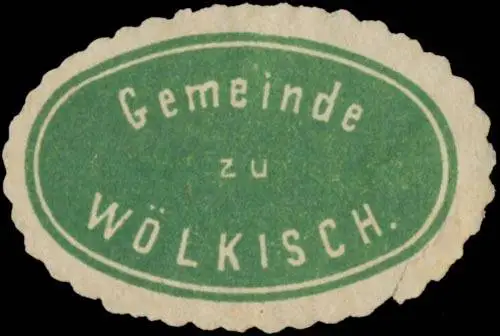 Gemeinde
zu
WÖLKISCH.